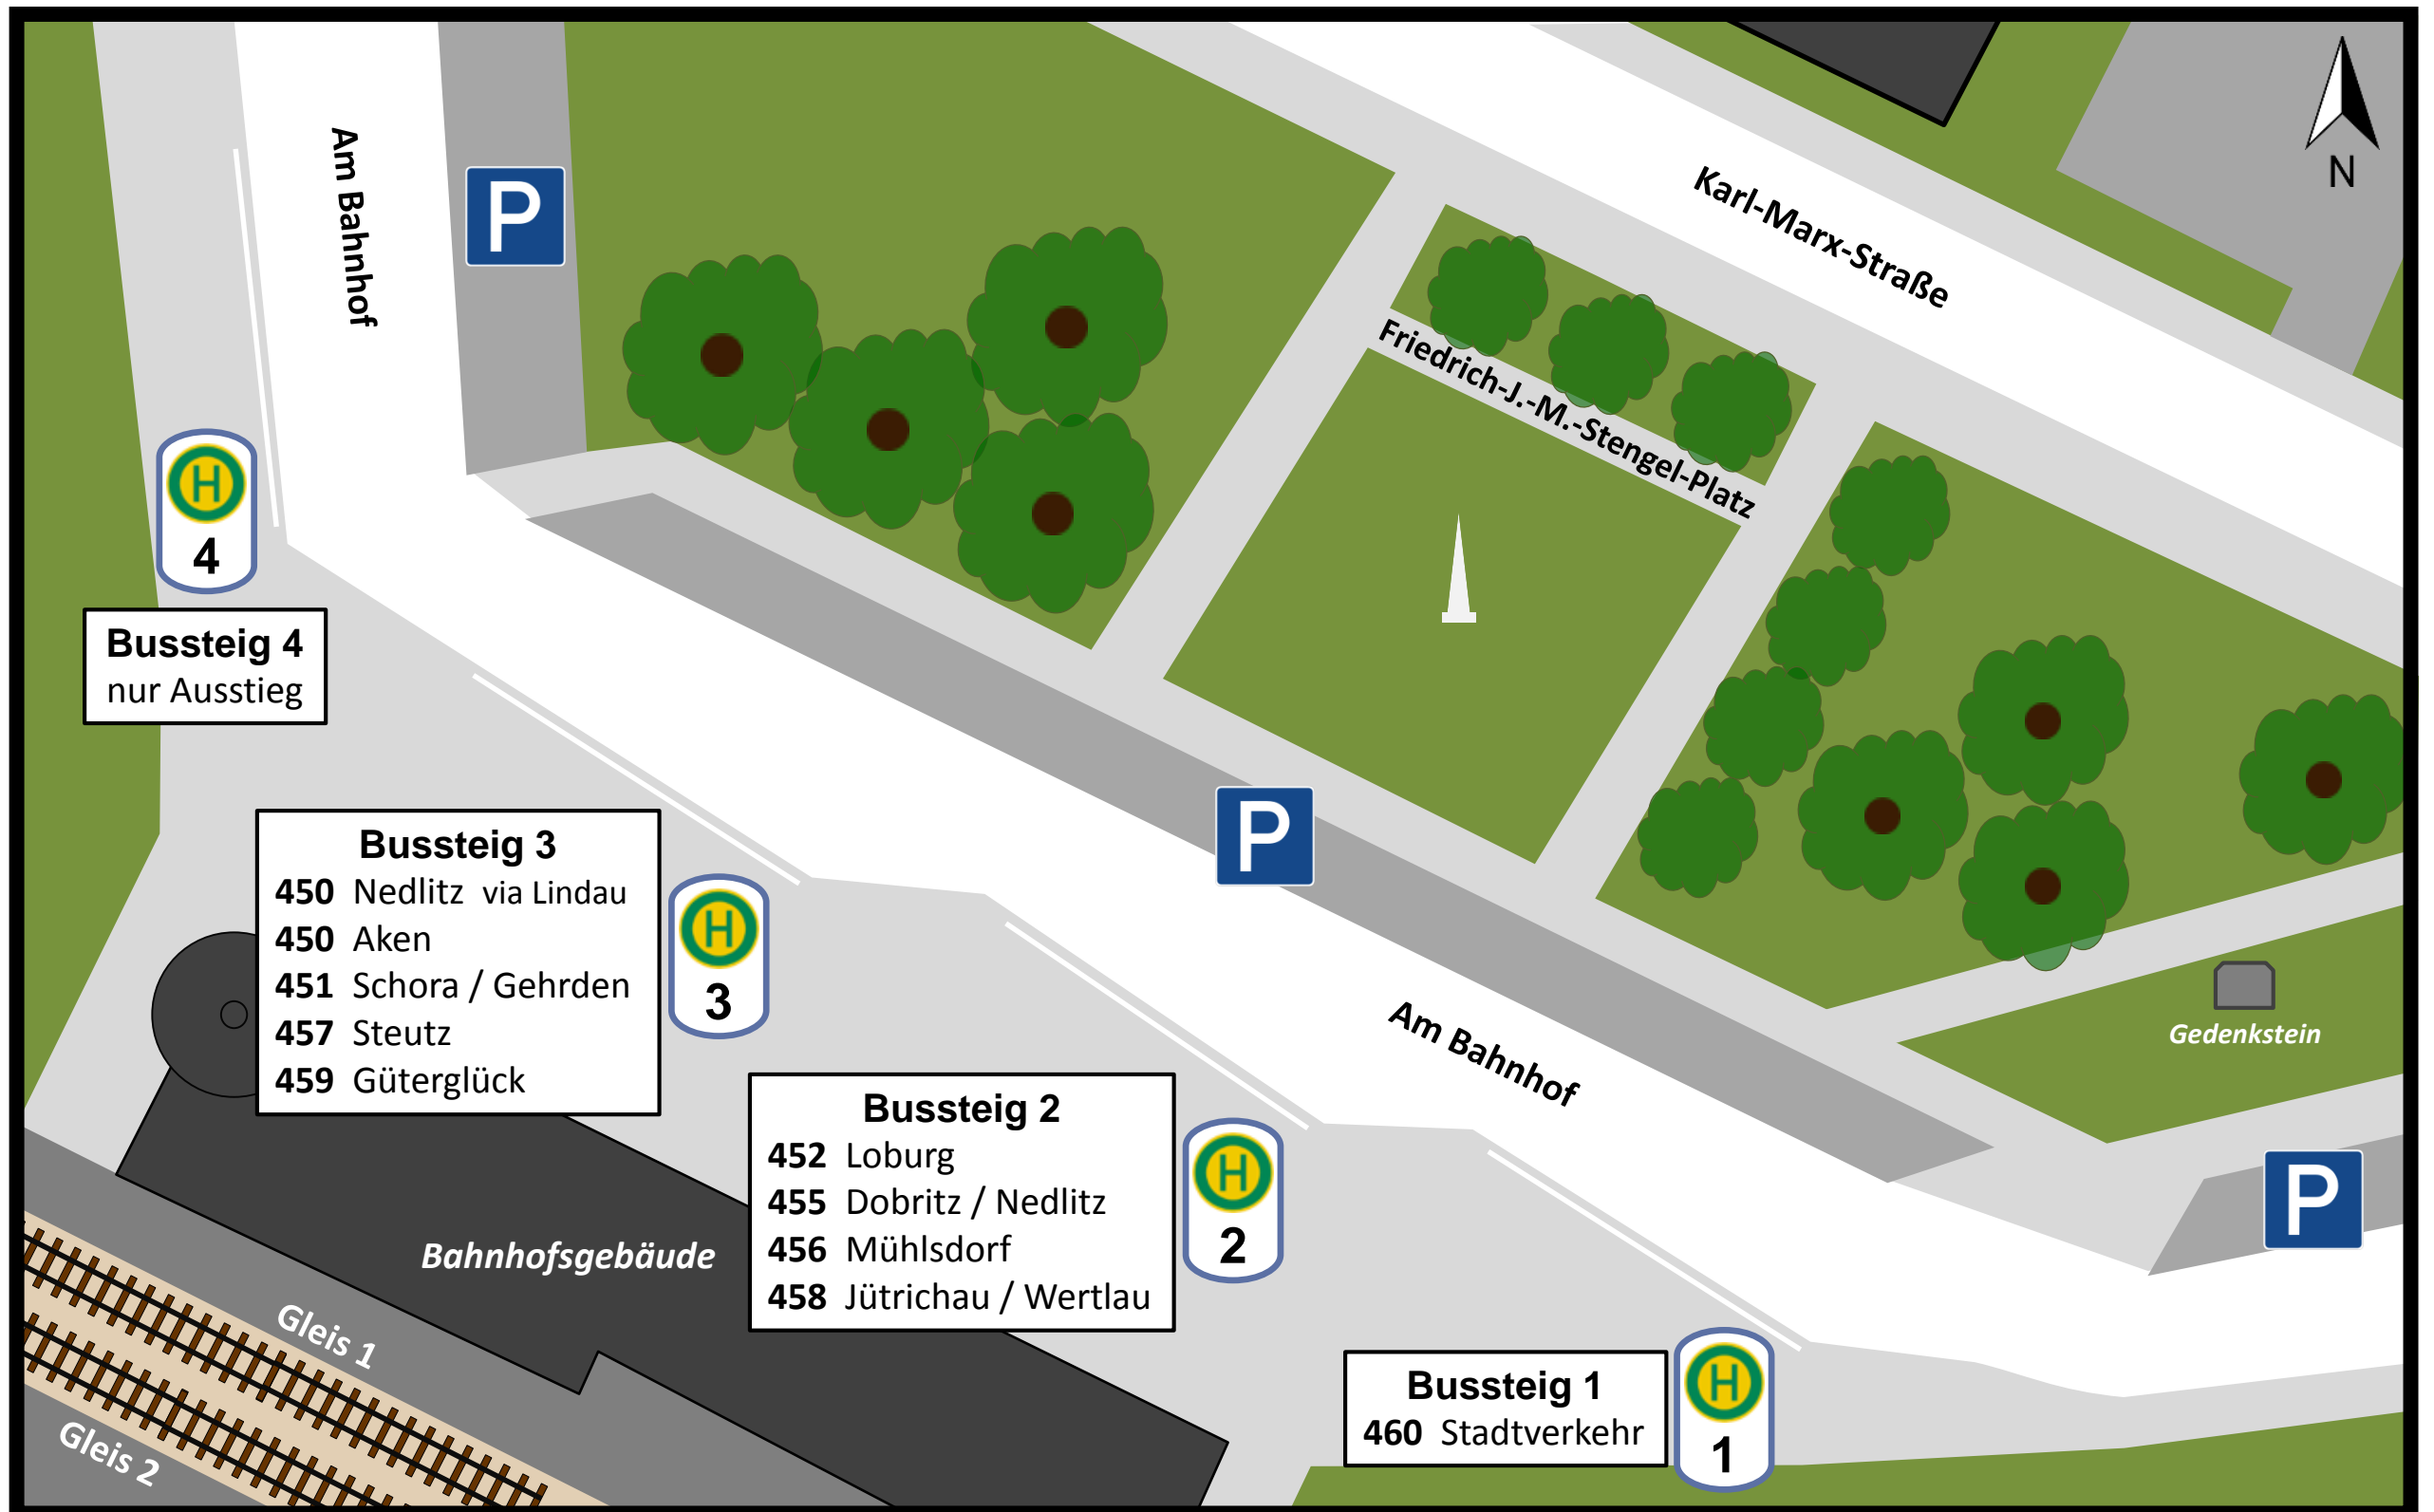 Am Bahnhof
P
Karl-Marx-Straße
N
Friedrich-J.-M.-Stengel-Platz
H
4
Bussteig 4
nur Ausstieg
P
Bussteig 3
450 Nedlitz via Lindau
450 Aken
451 Schora / Gehrden
457 Steutz
459 Güterglück
H
3
Am Bahnhof
Gedenkstein
Bussteig 2
452 Loburg
455 Dobritz / Nedlitz
456 Mühlsdorf
458 Jütrichau / Wertlau
H
2
P
Bahnhofsgebäude
Gleis 1
Gleis 2
Bussteig 1
460 Stadtverkehr
H
1